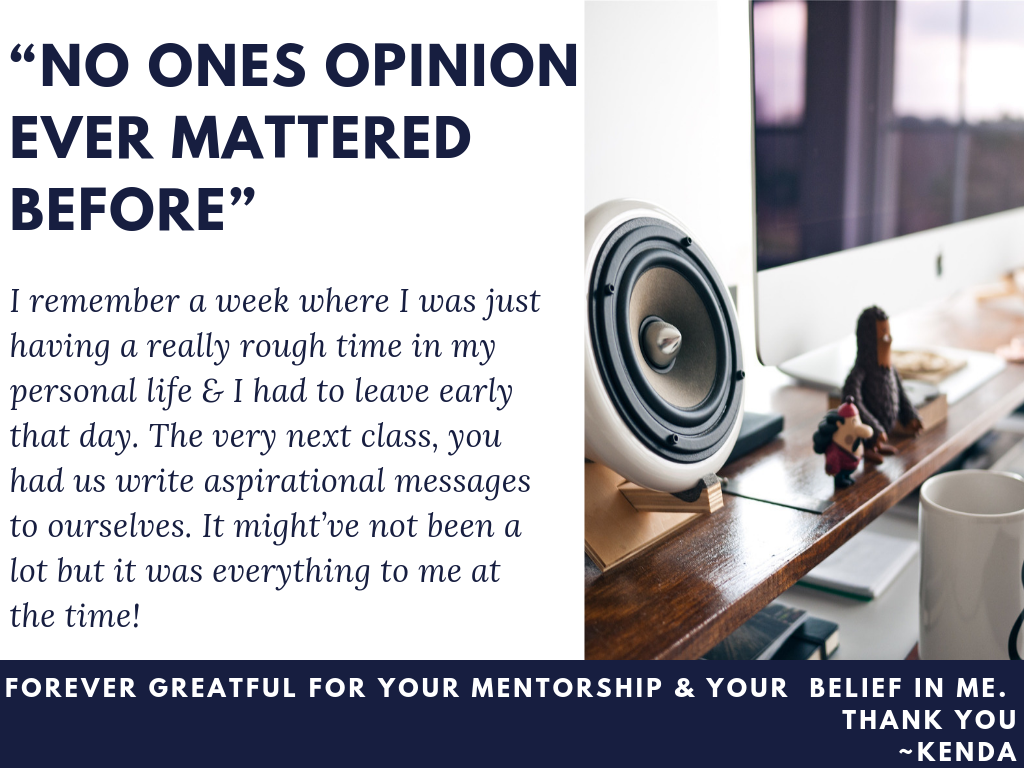 “NO ONES OPINION
EVER MATTERED
BEFORE”
I remember a week where I was just
having a really rough time in my
personal life & I had to leave early
that day. The very next class, you
had us write aspirational messages
to ourselves. It might’ve not been a
lot but it was everything to me at
the time!
FOREVER GREATFUL FOR YOUR MENTORSHIP & YOUR BELIEF IN ME.
THANK YOU
~KENDA